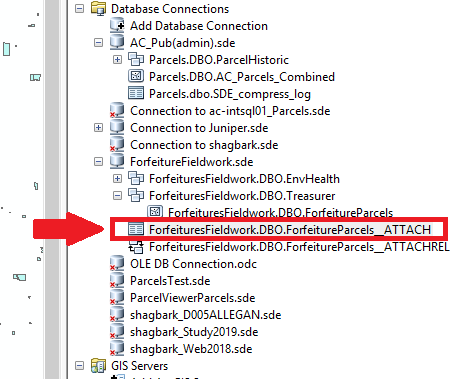 Database Connections
Add Database Connection
AC_Pub(admin).sde
Parcels.DBO.ParcelHistoric
Parcels.DBO.AC_Parcels_Combined
Parcels.dbo.SDE_compress_log
Connection to ac-intsql01_Parcels.sde
Connection to Juniper.sde
Connection to shagbark.sde
ForfeitureFieldwork.sde
ForfeituresFieldwork.DBO.EnvHealth
ForfeituresFieldwork.DBO.Treasurer
ForfeituresFieldwork.DBO.ForfeitureParcels
ForfeituresFieldwork.DBO.ForfeitureParcels__ATTACH
ForfeituresFieldwork.DBO.ForfeitureParcels__ATTACHREL
OLE DB Connection.odc
ParcelsTest.sde
ParcelViewerParcels.sde
shagbark_D005ALLEGAN.sde
shagbark_Study2019.sde
shagbark_Web2018.sde
GIS Servers